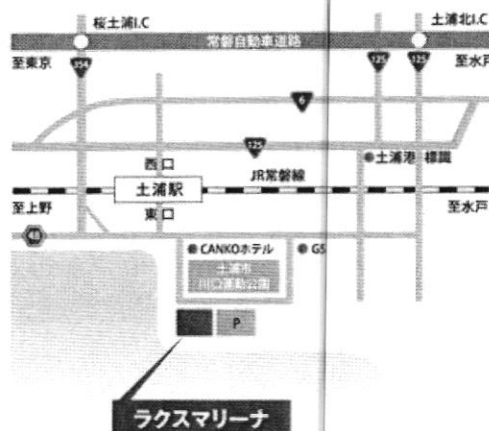 桜土浦I.C
土浦北I.C
常磐自動車道路
至東京
354
125
125
至水戸
6
125
土浦港 標識
西口
JR常磐線
土浦駅
至上野
東口
至水戸
CANKOホテル
GS
土浦市
川口運動公園
P
ラクスマリーナ